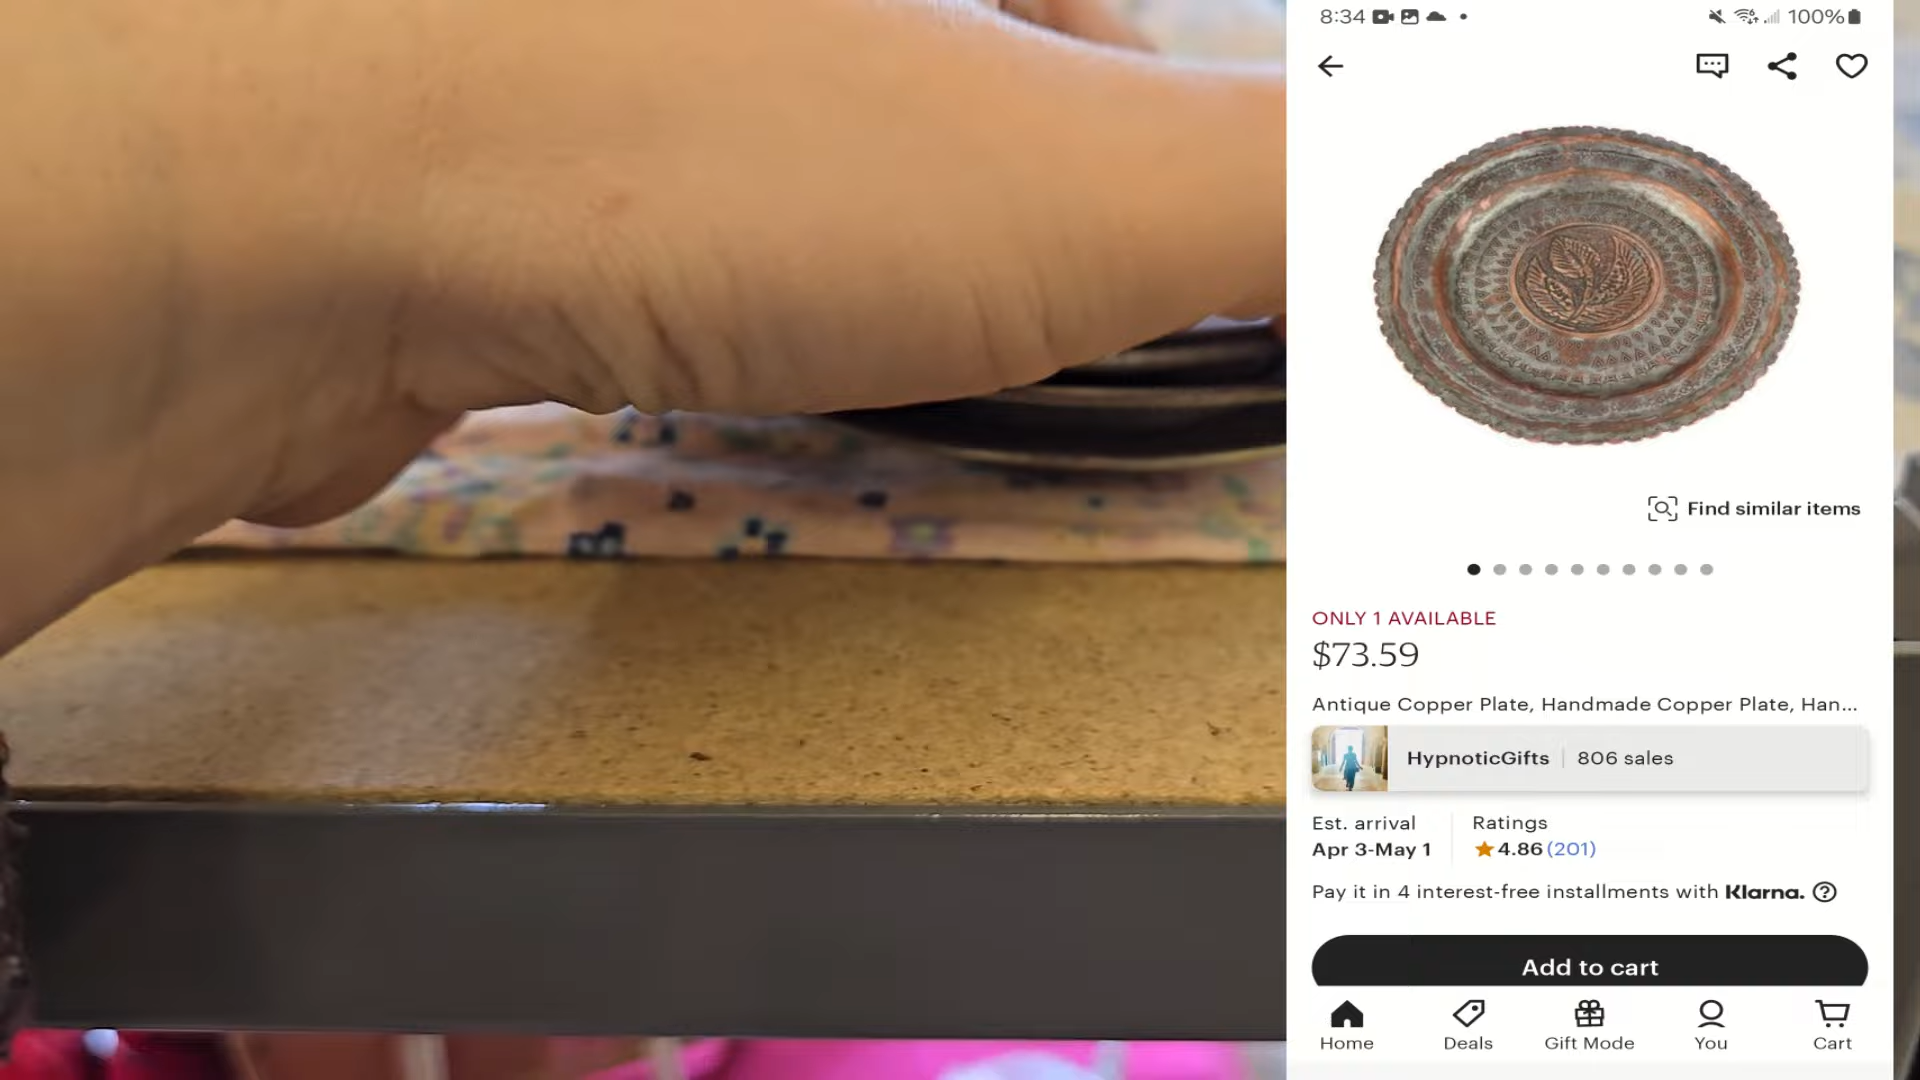 8:34
100%
Find similar items
ONLY 1 AVAILABLE
$73.59
Antique Copper Plate, Handmade Copper Plate, Han...
HypnoticGifts
806 sales
Est. arrival
Apr 3-May 1
Ratings
4.86 (201)
Pay it in 4 interest-free installments with Klarna.
Add to cart
Home
Deals
Gift Mode
You
Cart